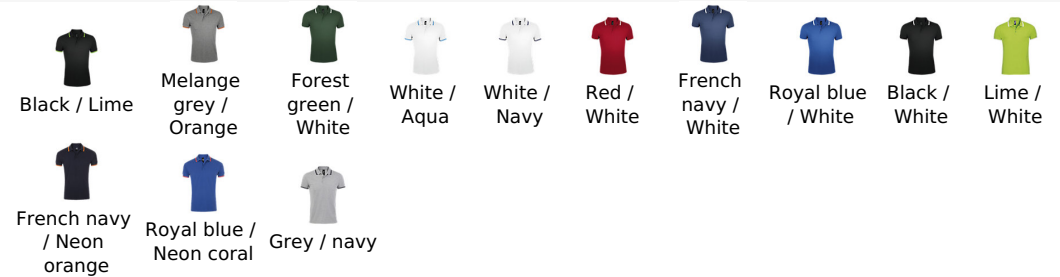 Black / Lime
Melange
grey /
Orange
Forest
green /
White
White /
Aqua
White /
Navy
Red /
White
French
navy /
White
Royal blue
/ White
Black /
White
Lime /
White
French navy
/ Neon
orange
Royal blue /
Neon coral
Grey / navy